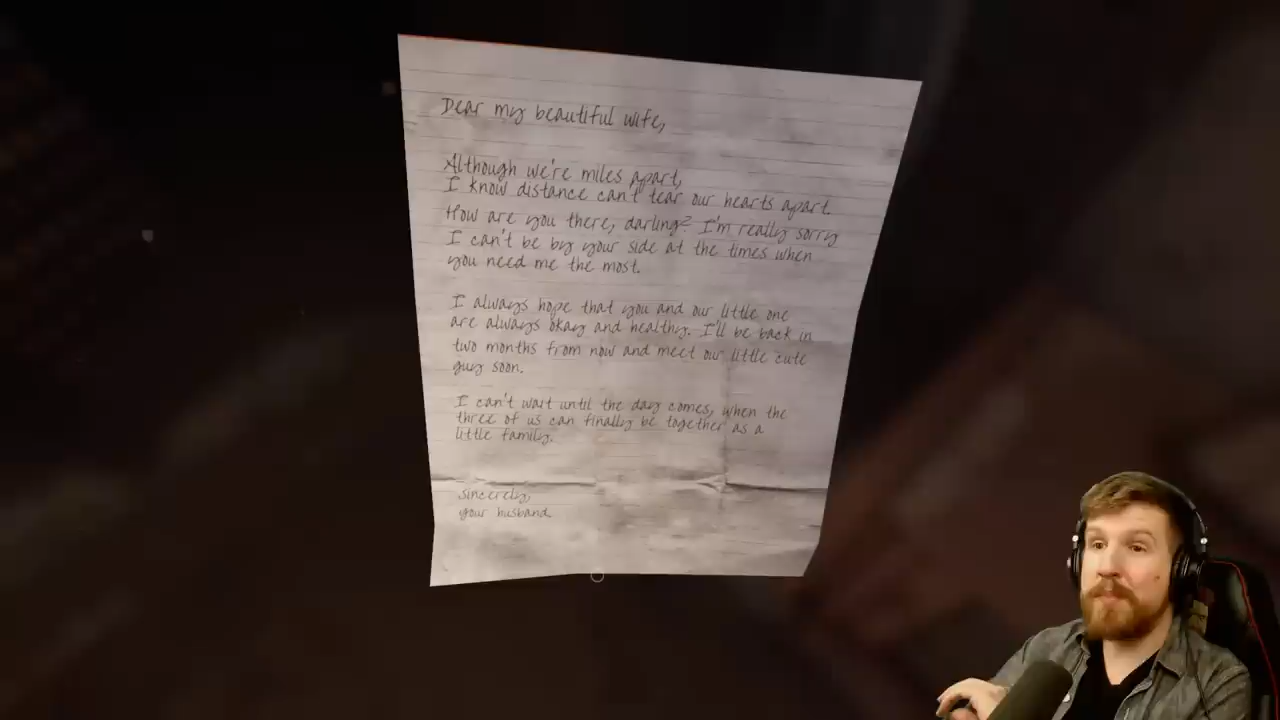 Dear my beautiful wife,
Although we're miles apart,
I know distance can't tear our hearts apart.
How are you there, darling? I'm really sorry
I can't be by your side at the times when
you need me the most.
I always hope that you and our little one
are always okay and healthy. I'll be back in
two months from now and meet our little cute
guy soon.
I can't wait until the day comes, when the
three of us can finally be together as a
little family.
sincerely,
your husband.